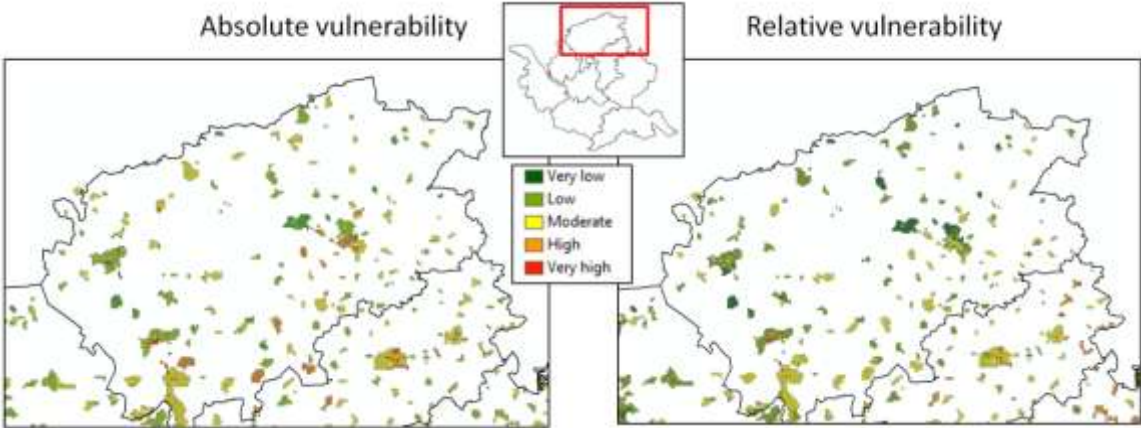 Absolute vulnerability
Relative vulnerability
Very low
Low
Moderate
High
Very high